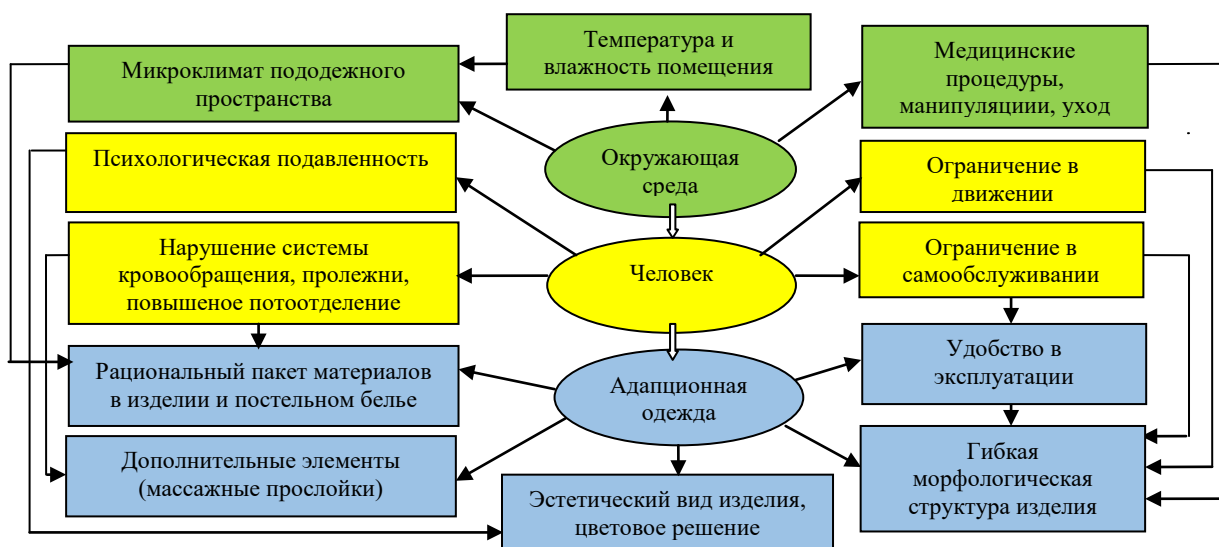 Температура и
влажность помещения
Микроклимат пододежного
пространства
Медицинские
процедуры,
манипуляциии, уход
Окружающая
среда
Психологическая подавленность
Ограничение в
движении
Нарушение системы
кровообращения, пролежни,
повышеное потоотделение
Человек
Ограничение в
самообслуживании
Рациональный пакет материалов
в изделии и постельном белье
Адапционная
одежда
Удобство в
эксплуатации
Дополнительные элементы
(массажные прослойки)
Эстетический вид изделия,
цветовое решение
Гибкая
морфологическая
структура изделия